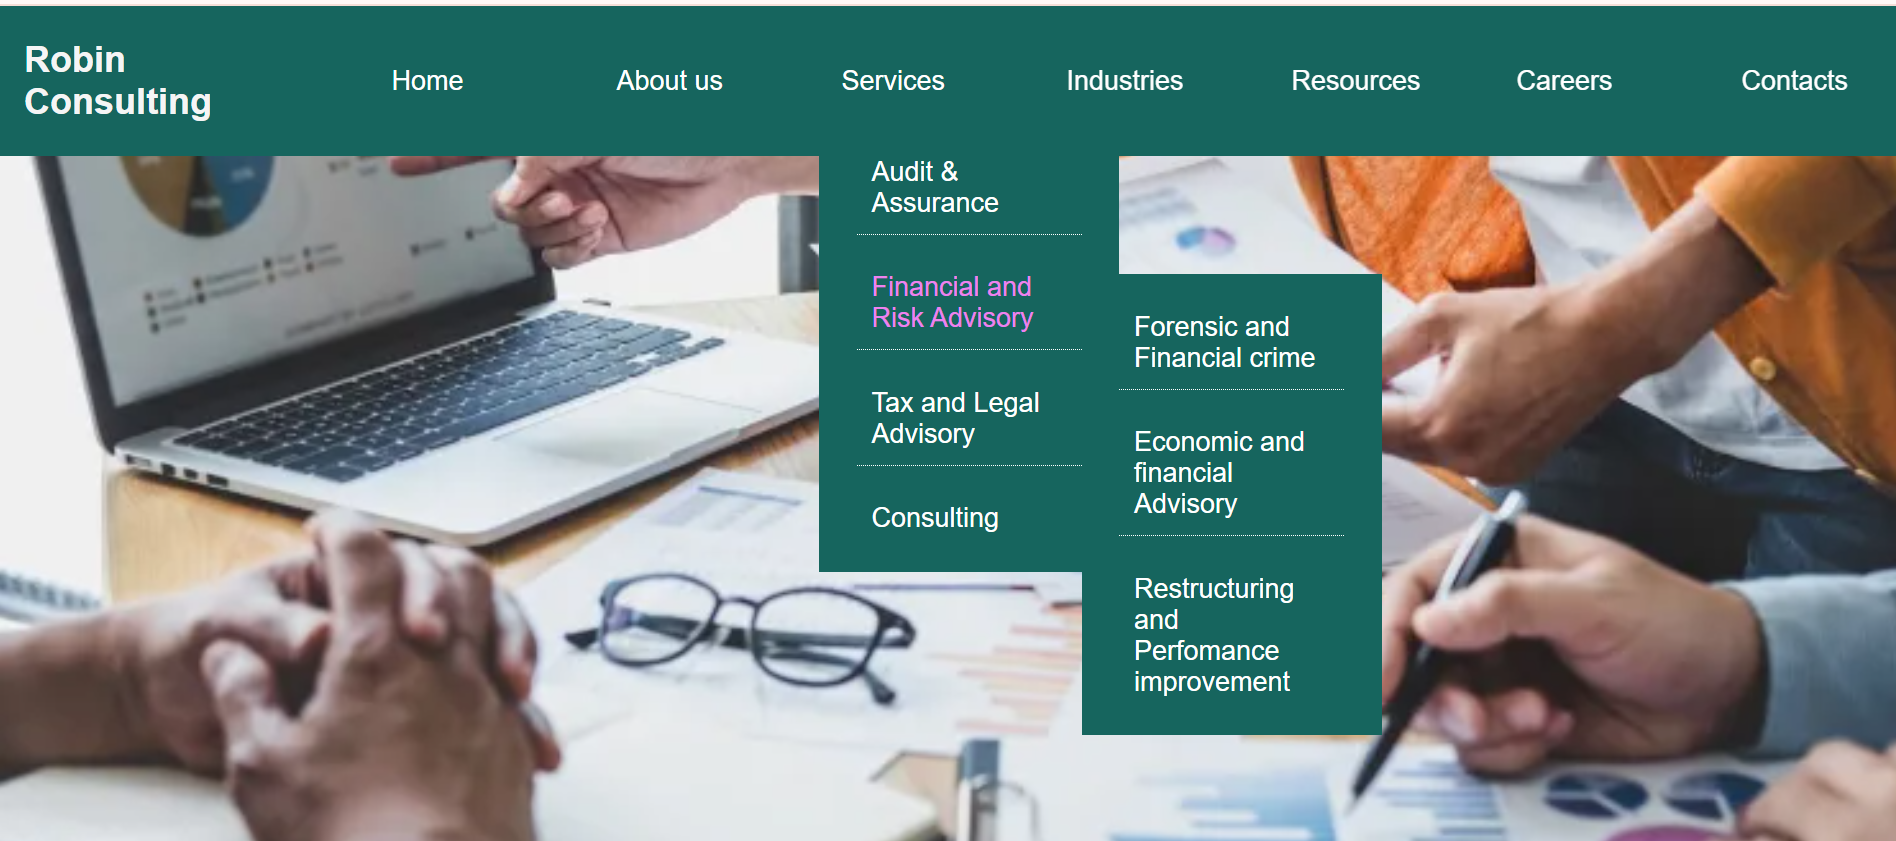 Robin
Consulting
Home
About us
Services
Industries
Resources
Careers
Contacts
Audit &
Assurance
Financial and
Risk Advisory
Tax and Legal
Advisory
Consulting
Forensic and
Financial crime
Economic and
financial
Advisory
Restructuring
and
Perfomance
improvement